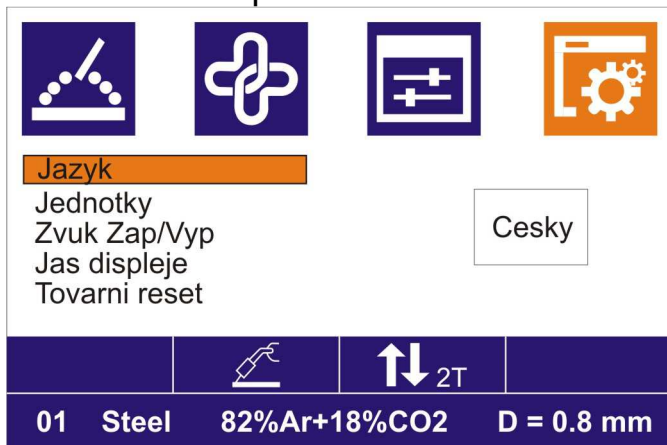 Jazyk
Jednotky
Zvuk Zap/Vyp
Jas displeje
Tovarni reset
Cesky
2T
01 Steel 82%Ar+18%CO2 D = 0.8 mm